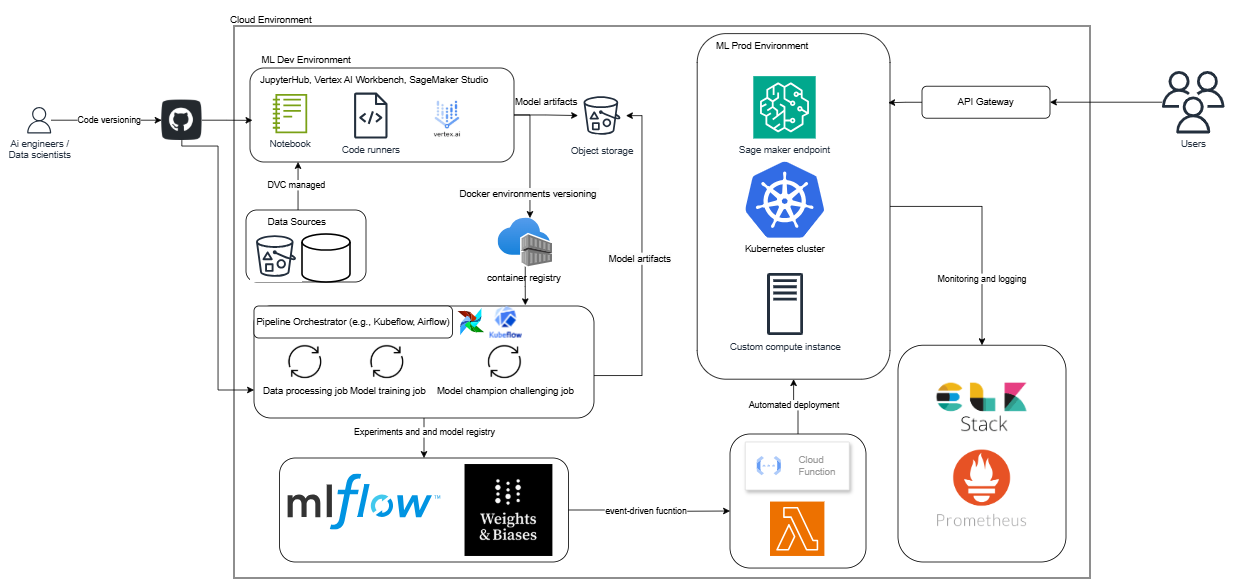 Cloud Environment
ML Dev Environment
JupyterHub, Vertex AI Workbench, SageMaker Studio
Notebook
Code runners
vertex.ai
Model artifacts
Object storage
ML Prod Environment
Sage maker endpoint
Kubernetes cluster
Custom compute instance
API Gateway
Users
Code versioning
Ai engineers /
Data scientists
DVC managed
Data Sources
Docker environments versioning
container registry
Model artifacts
Monitoring and logging
Pipeline Orchestrator (e.g., Kubeflow, Airflow)
Kubeflow
Data processing job
Model training job
Model champion challenging job
Experiments and and model registry
mlflow™
Weights
& Biases
event-driven fucntion
Automated deployment
Cloud
Function
ELK
Stack
Prometheus